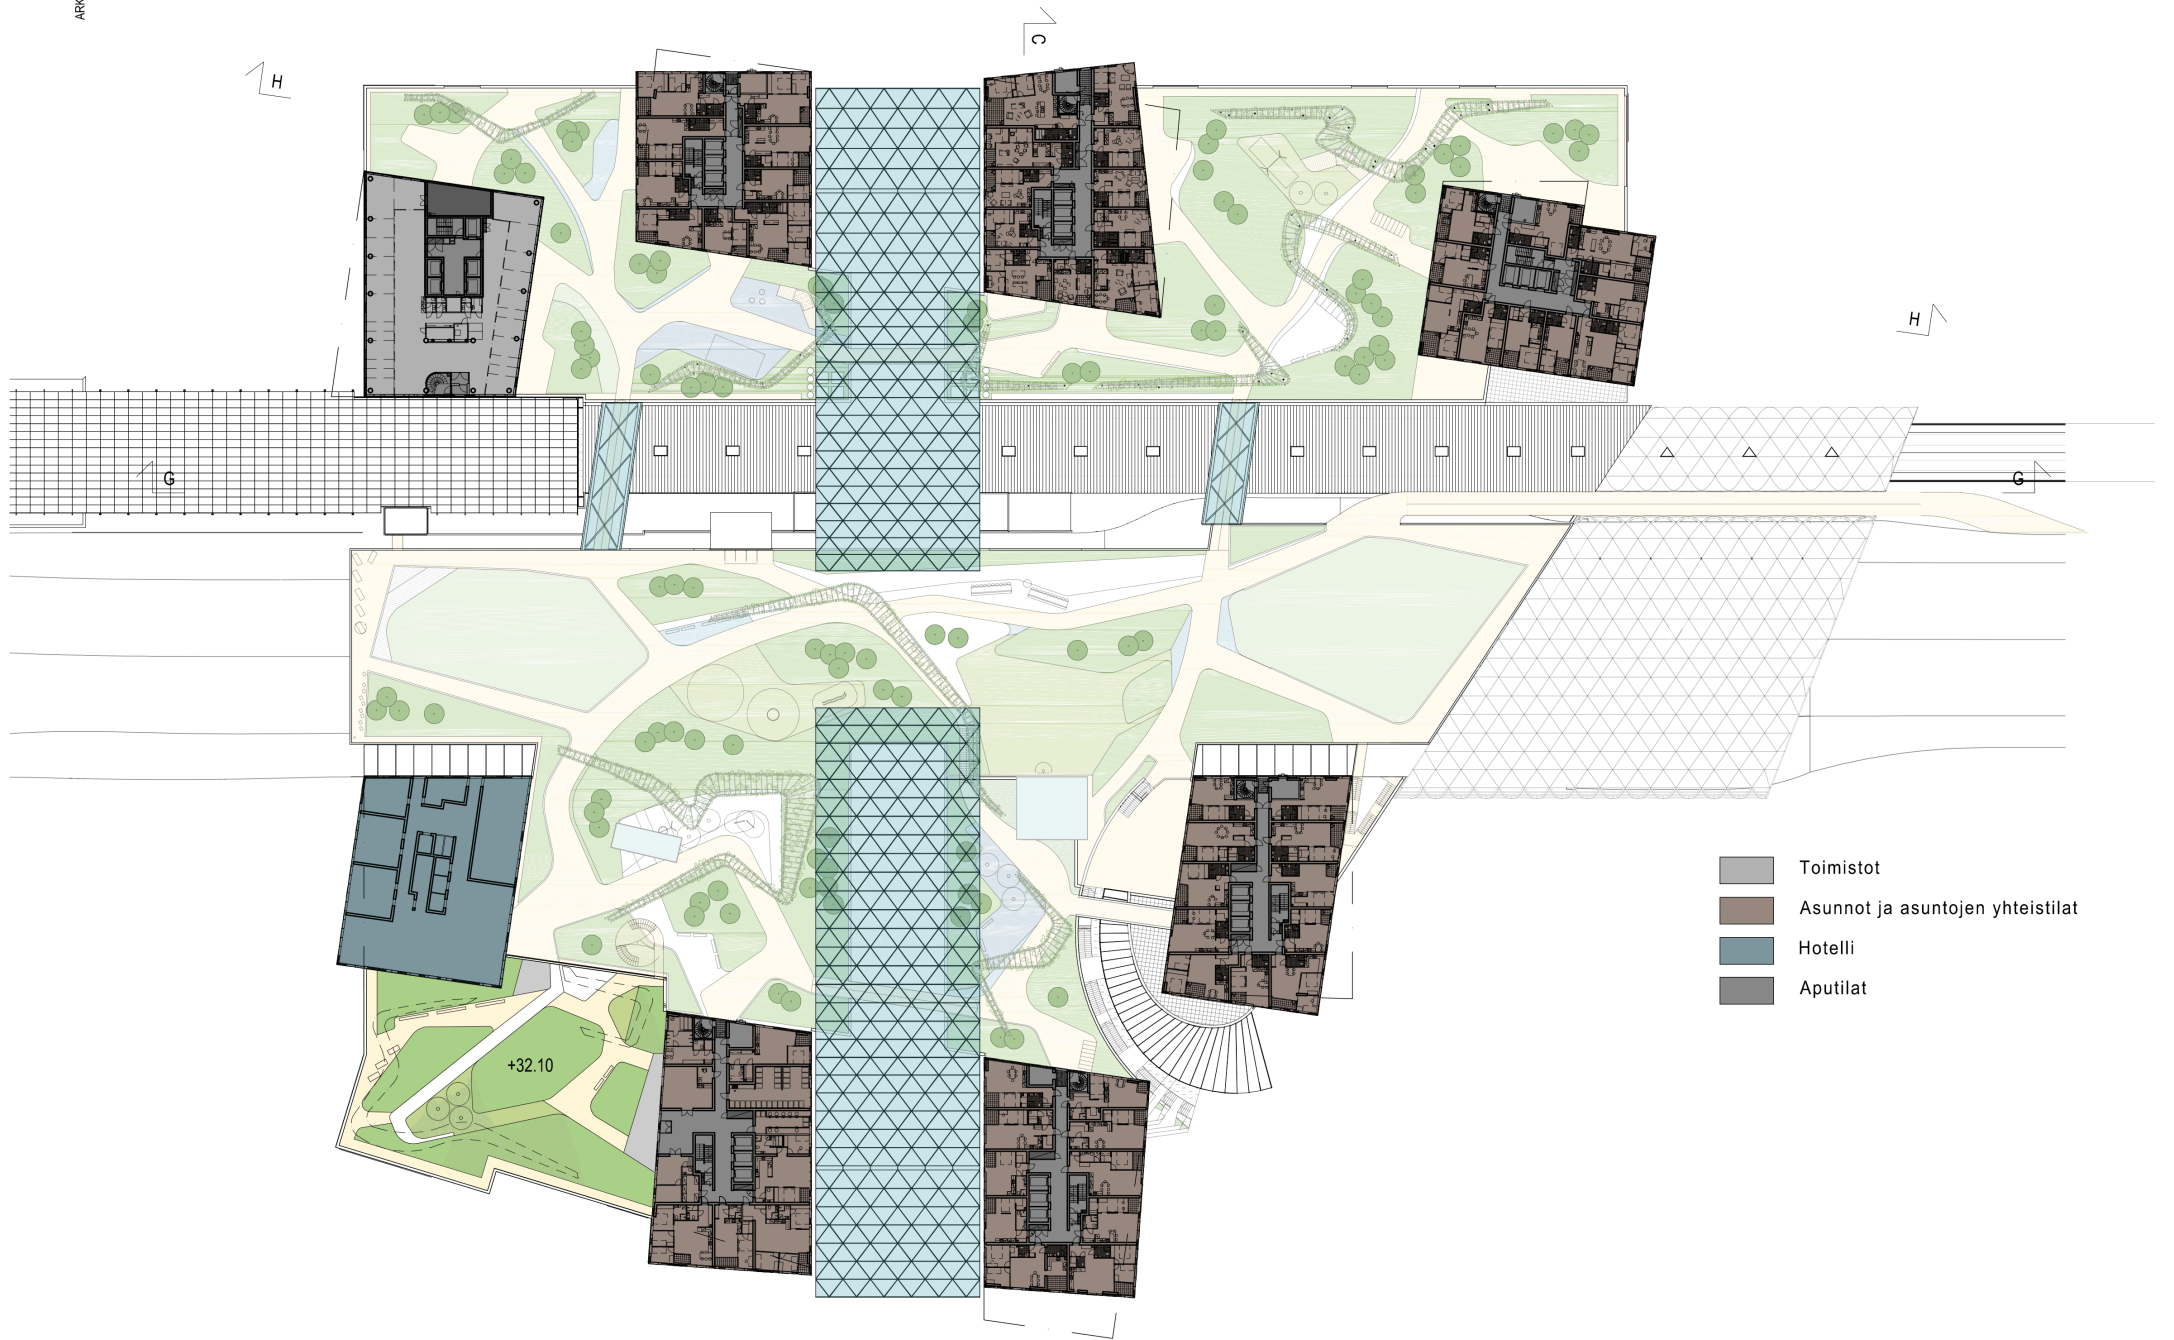 ARK
C
H
H
G
G
Toimistot
Asunnot ja asuntojen yhteistilat
Hotelli
Aputilat
+32.10